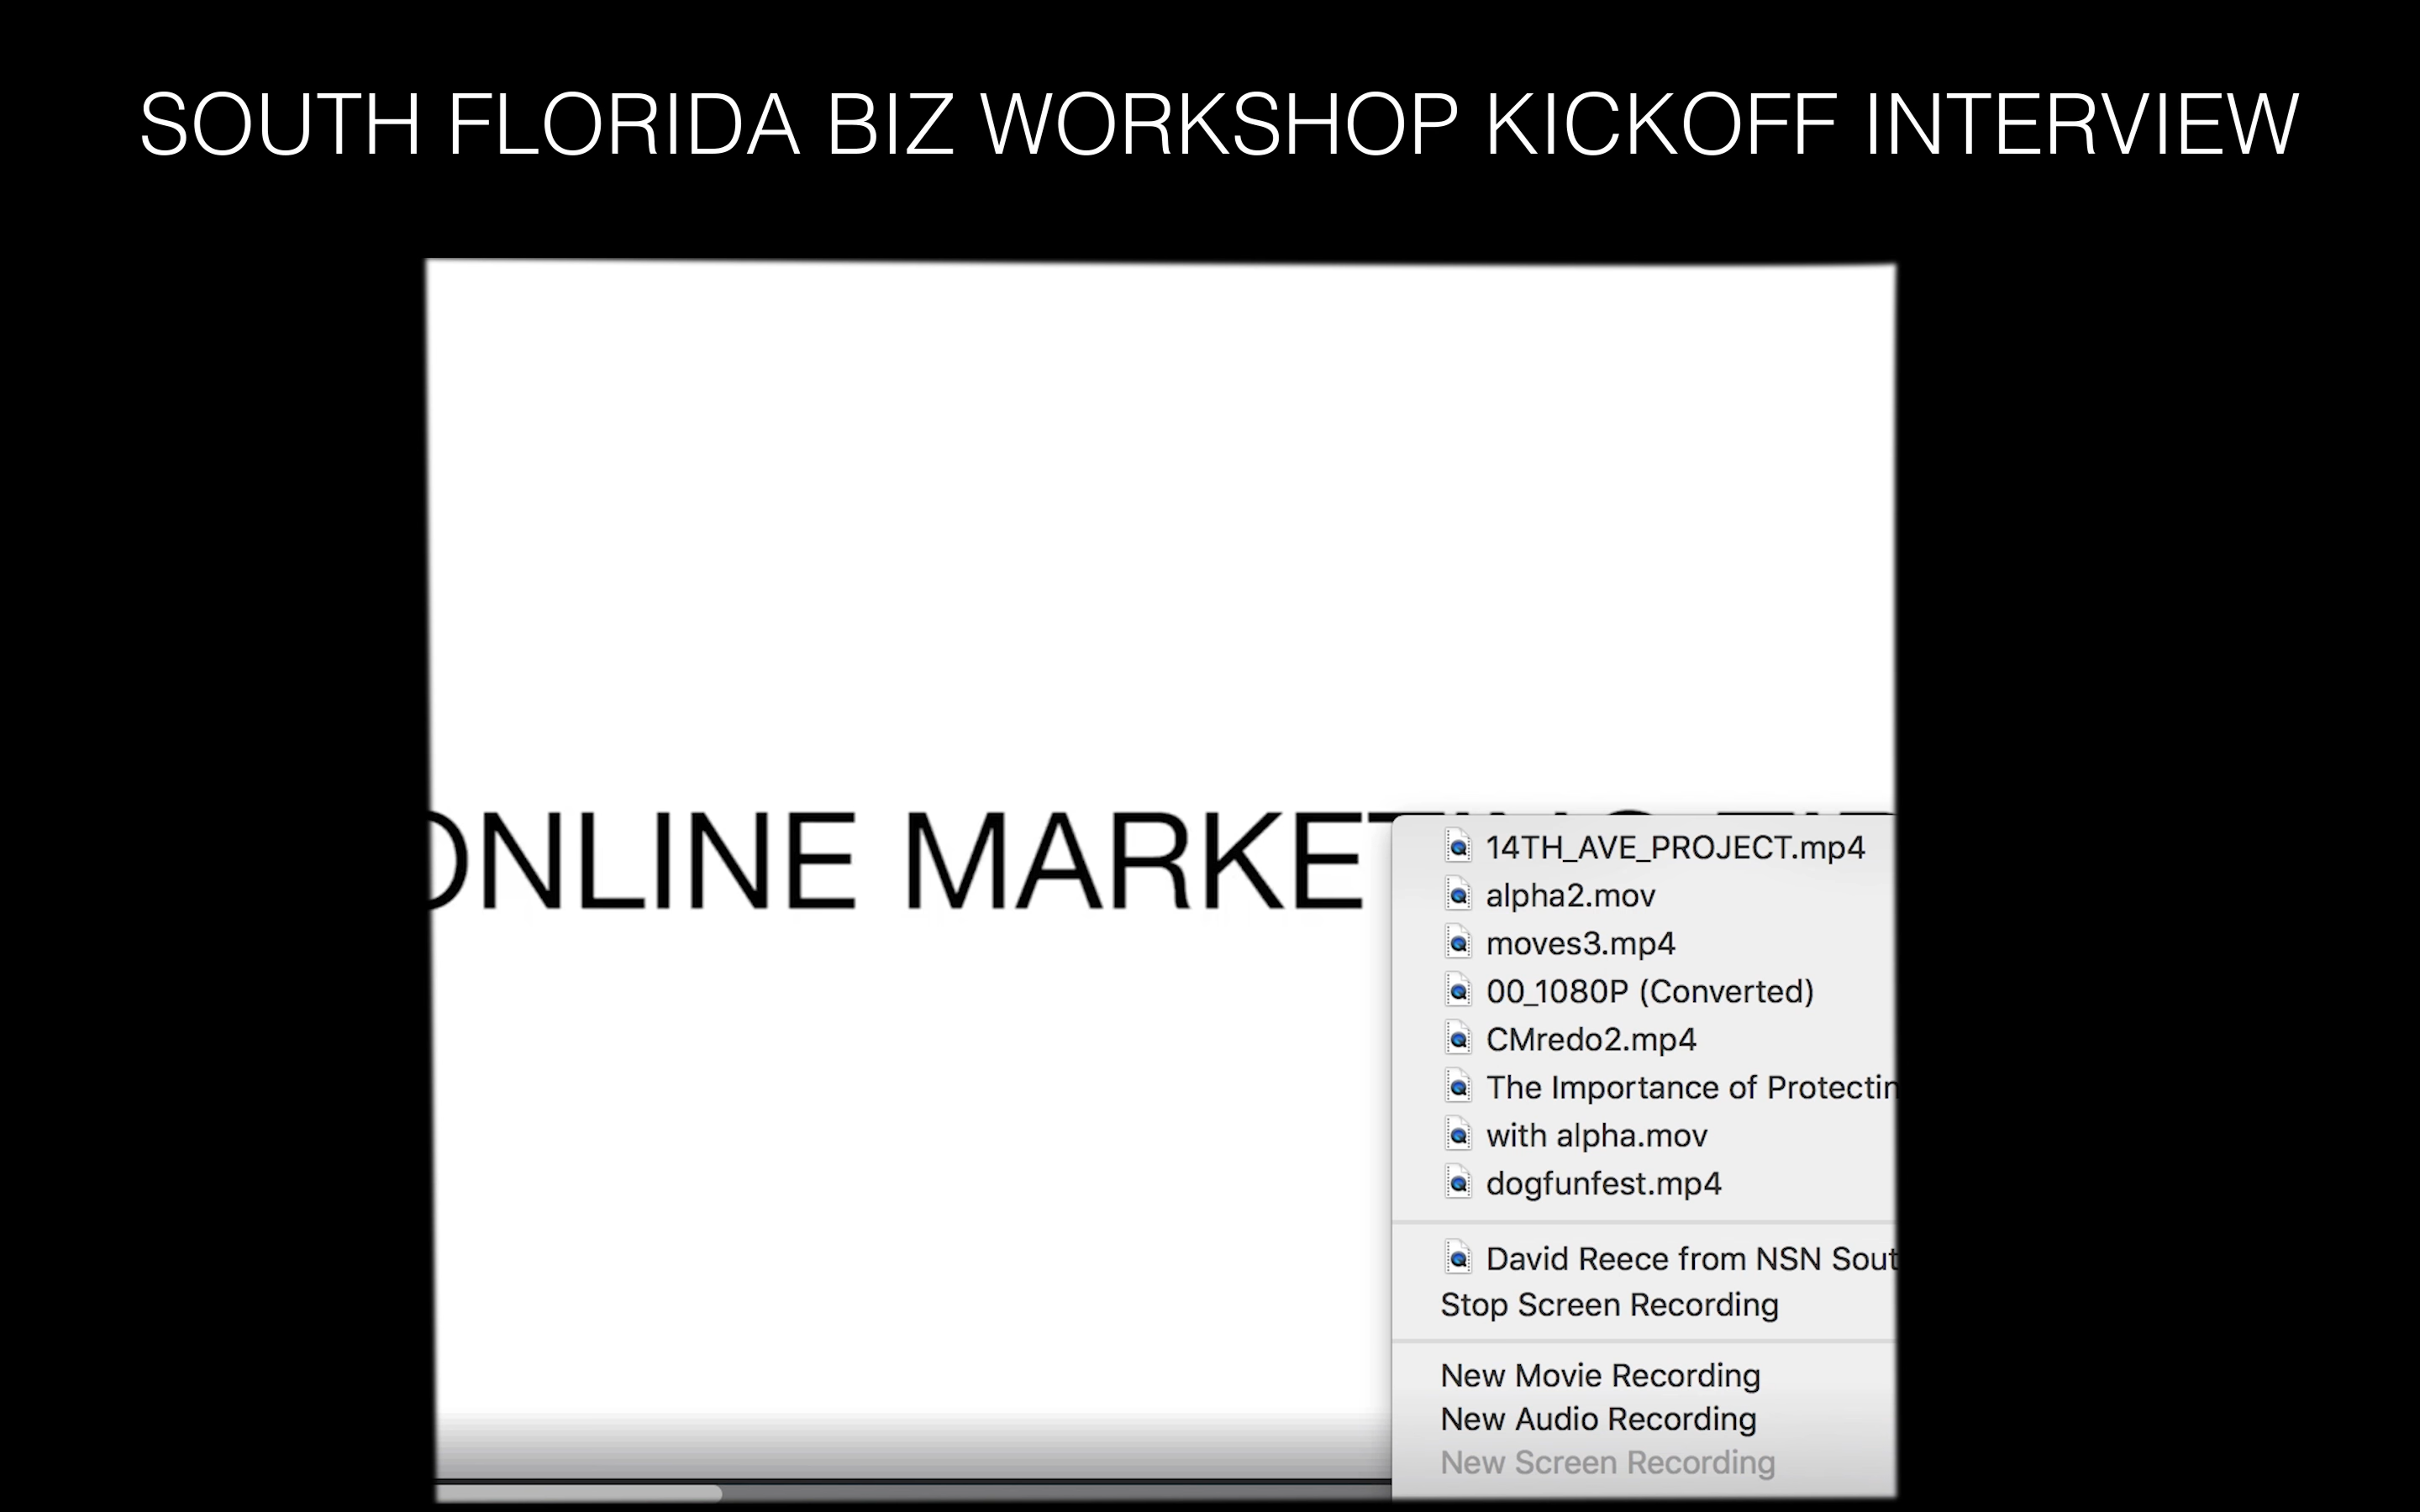 SOUTH FLORIDA BIZ WORKSHOP KICKOFF INTERVIEW
ONLINE
14TH_AVE_PROJECT.mp4
alpha2.mov
moves3.mp4
00_1080P (Converted)
CMredo2.mp4
The Importance of Protectin
with alpha.mov
dogfunfest.mp4
David Reece from NSN Sout
Stop Screen Recording
New Movie Recording
New Audio Recording
New Screen Recording